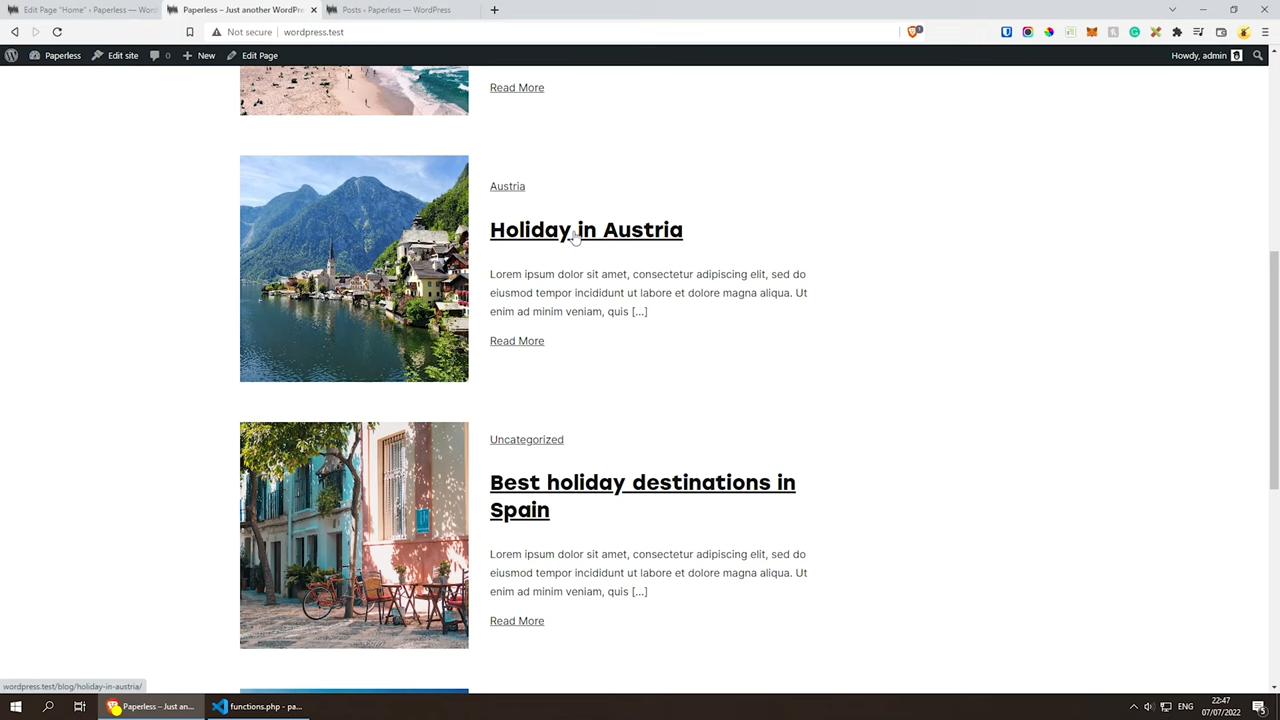 Edit Page "Home" ‹ Paperless — Word
Paperless – Just another WordPre
Posts ‹ Paperless — WordPress
Not secure
wordpress.test
1
Paperless
Edit site
0
New
Edit Page
Howdy, admin
Read More
Austria
Holiday in Austria
Lorem ipsum dolor sit amet, consectetur adipiscing elit, sed do
eiusmod tempor incididunt ut labore et dolore magna aliqua. Ut
enim ad minim veniam, quis […]
Read More
Uncategorized
Best holiday destinations in
Spain
Lorem ipsum dolor sit amet, consectetur adipiscing elit, sed do
eiusmod tempor incididunt ut labore et dolore magna aliqua. Ut
enim ad minim veniam, quis […]
Read More
wordpress.test/blog/holiday-in-austria/
Paperless – Just an...
functions.php - pa...
ENG
22:47
07/07/2022
5